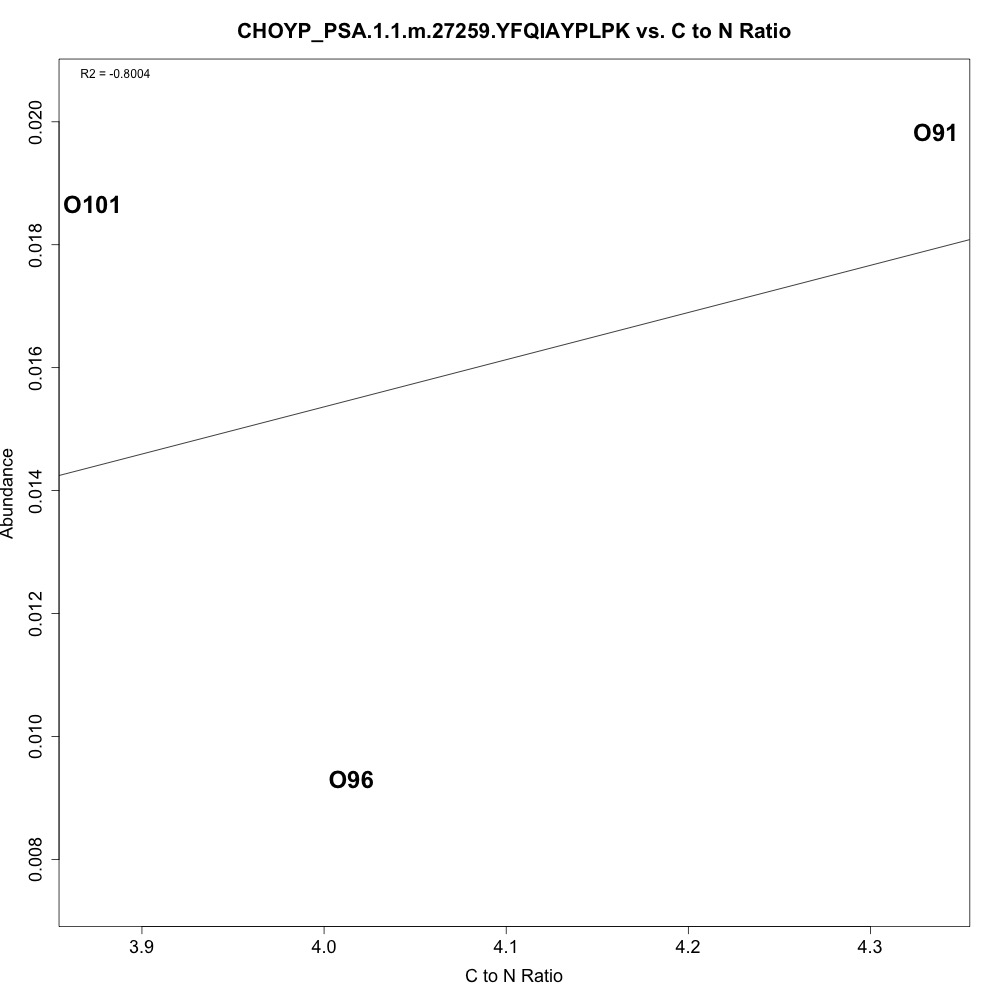 CHOYP_PSA.1.1.m.27259.YFQIAYPLPK vs. C to N Ratio
R2 = -0.8004
O91
O101
O96
0.020
0.018
0.016
0.014
0.012
0.010
0.008
Abundance
3.9 4.0 4.1 4.2 4.3
C to N Ratio